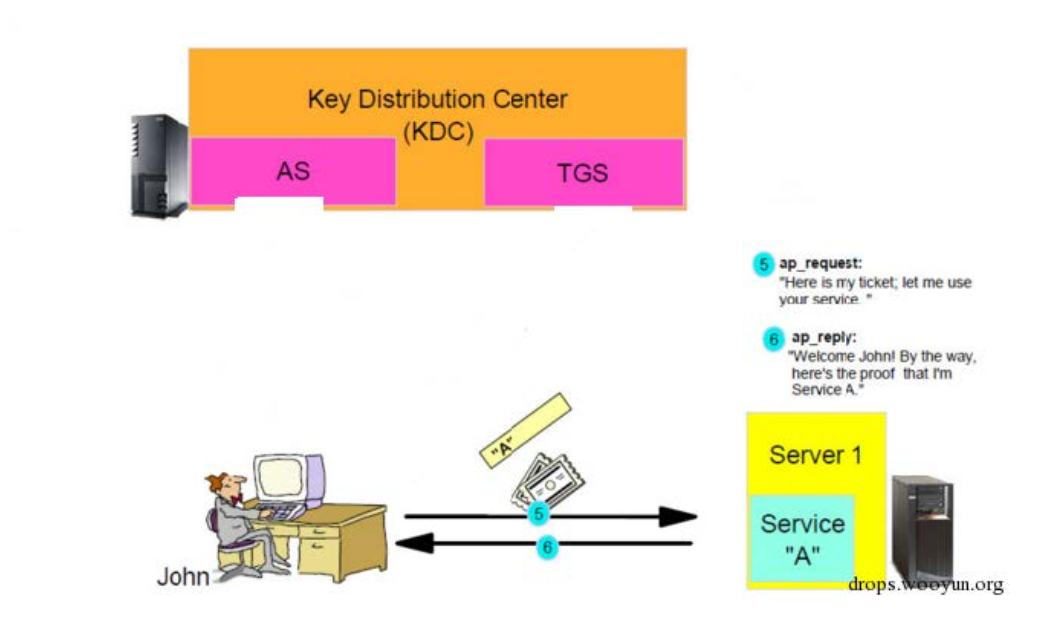 Key Distribution Center
(KDC)
AS
TGS
5 ap_request:
"Here is my ticket; let me use
your service. "
6 ap_reply:
"Welcome John! By the way,
here's the proof that I'm
Service A."
"A"
Server 1
5
Service
"A"
6
John
drops.wooyun.org